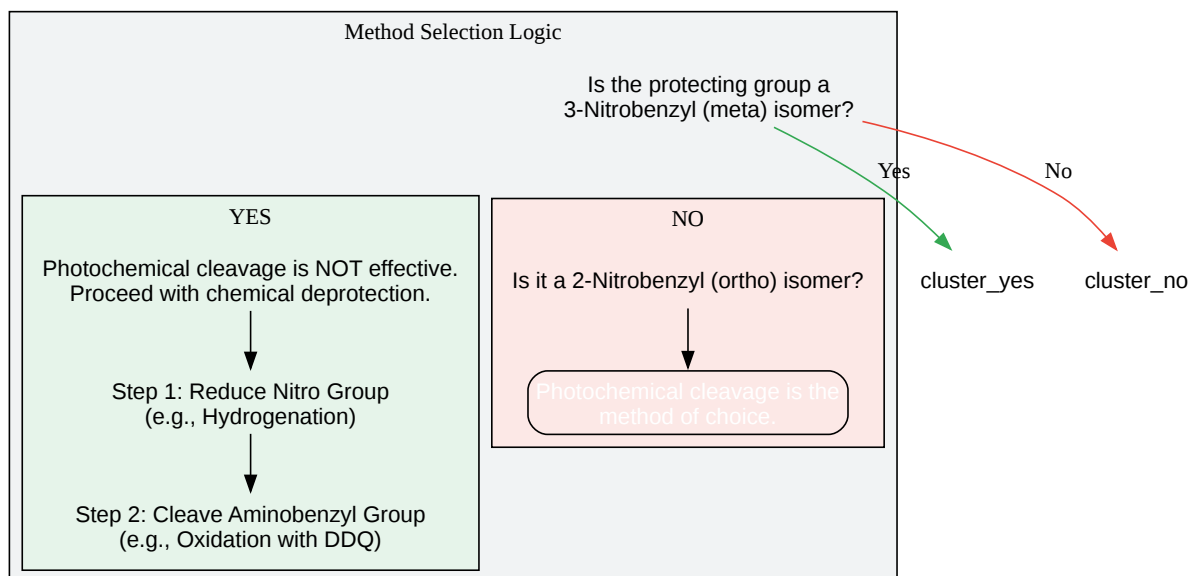 Method Selection Logic
Is the protecting group a
3-Nitrobenzyl (meta) isomer?
Yes
No
YES
Photochemical cleavage is NOT effective.
Proceed with chemical deprotection.
Step 1: Reduce Nitro Group
(e.g., Hydrogenation)
Step 2: Cleave Aminobenzyl Group
(e.g., Oxidation with DDQ)
NO
Is it a 2-Nitrobenzyl (ortho) isomer?
Photochemical cleavage is the
method of choice.
cluster_yes
cluster_no